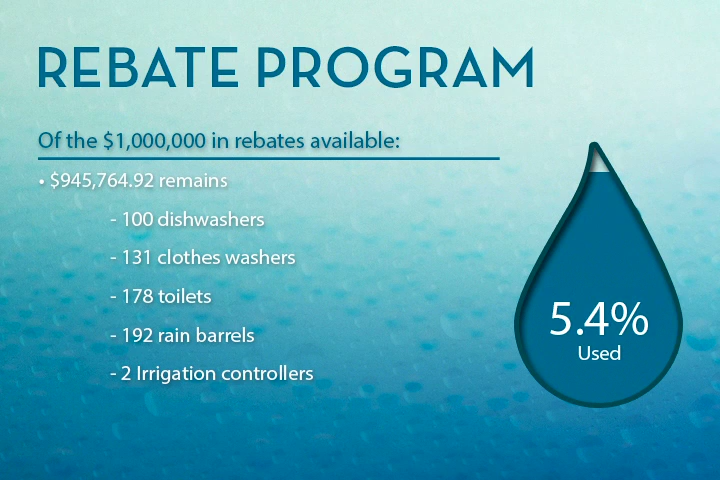 REBATE PROGRAM
Of the $1,000,000 in rebates available:
• $945,764.92 remains
- 100 dishwashers
- 131 clothes washers
- 178 toilets
- 192 rain barrels
- 2 Irrigation controllers
5.4%
Used